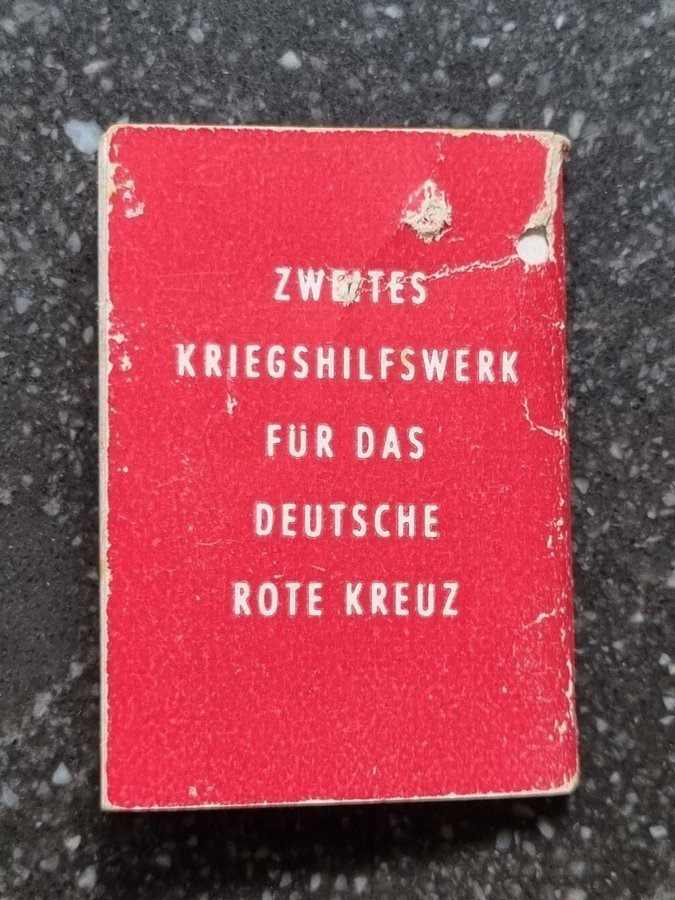 ZWEITES
KRIEGSHILFSWERK
FÜR DAS
DEUTSCHE
ROTE KREUZ